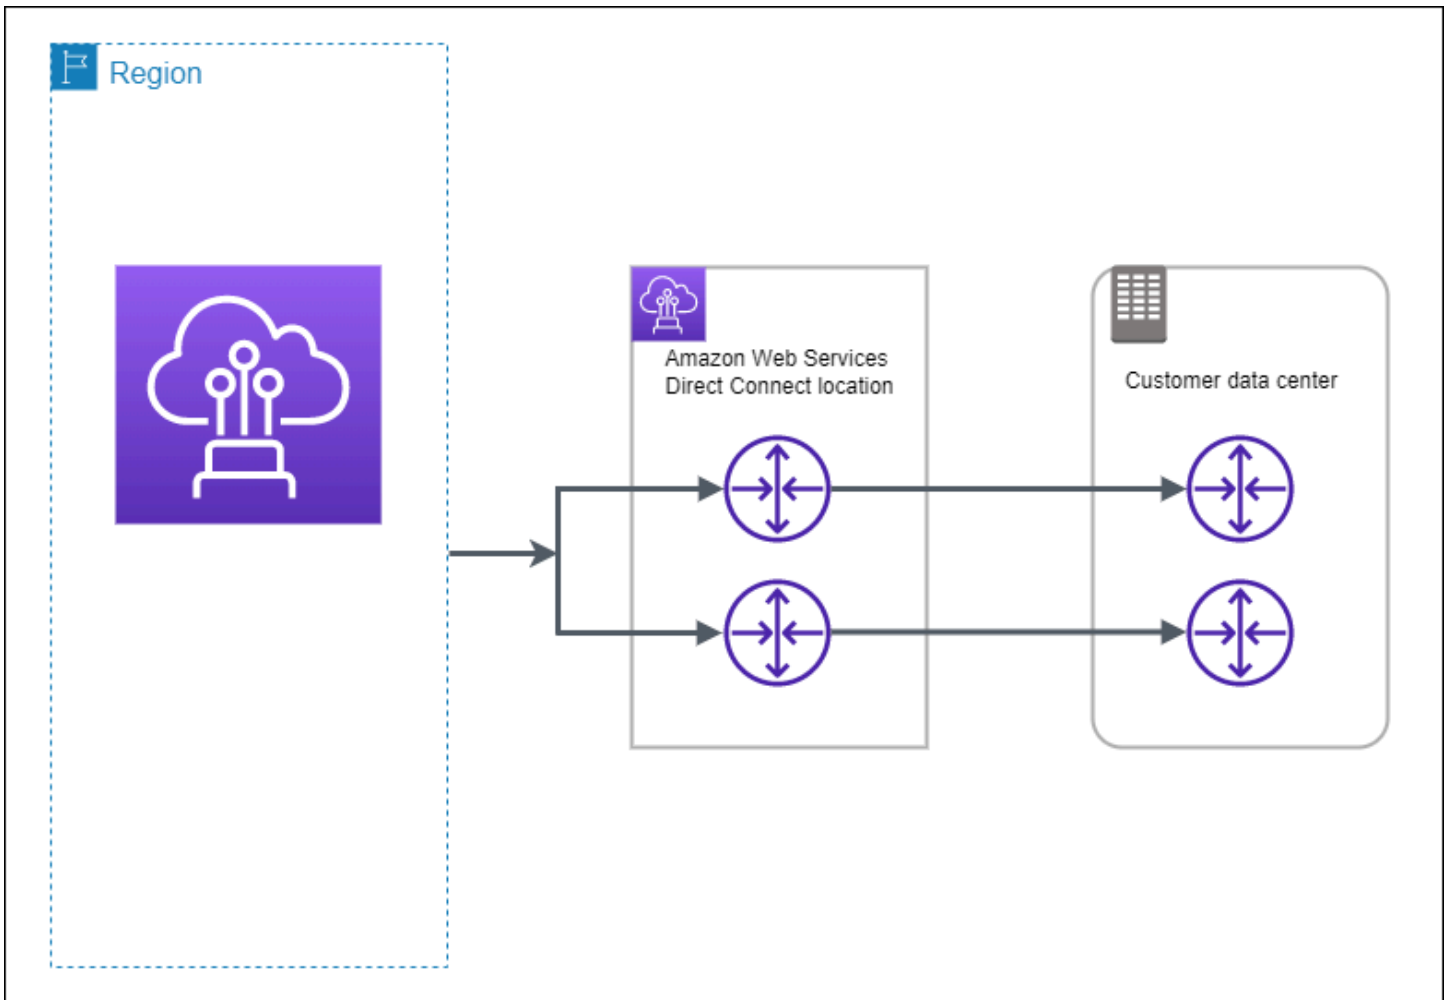 Region
Amazon Web Services
Direct Connect location
Customer data center